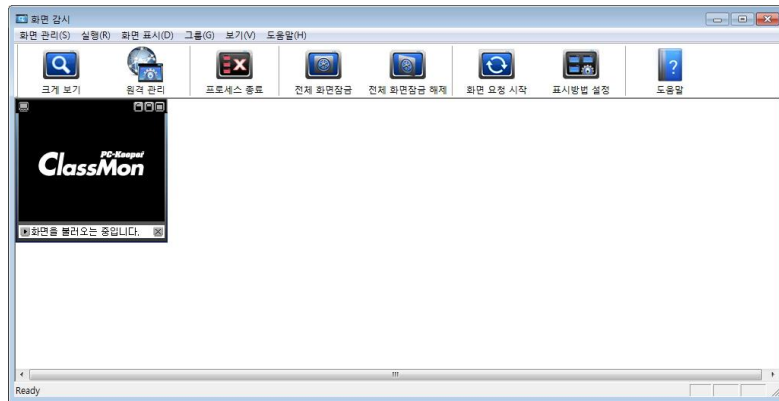 화면 감시
화면 관리(S) 실행(R) 화면 표시(D) 그룹(G) 보기(V) 도움말(H)
크게 보기 원격 관리 프로세스 종료 전체 화면잠금 전체 화면잠금 해제 화면 요청 시작 표시방법 설정 도움말
PC-Keeper
ClassMon
화면을 불러오는 중입니다.
Ready